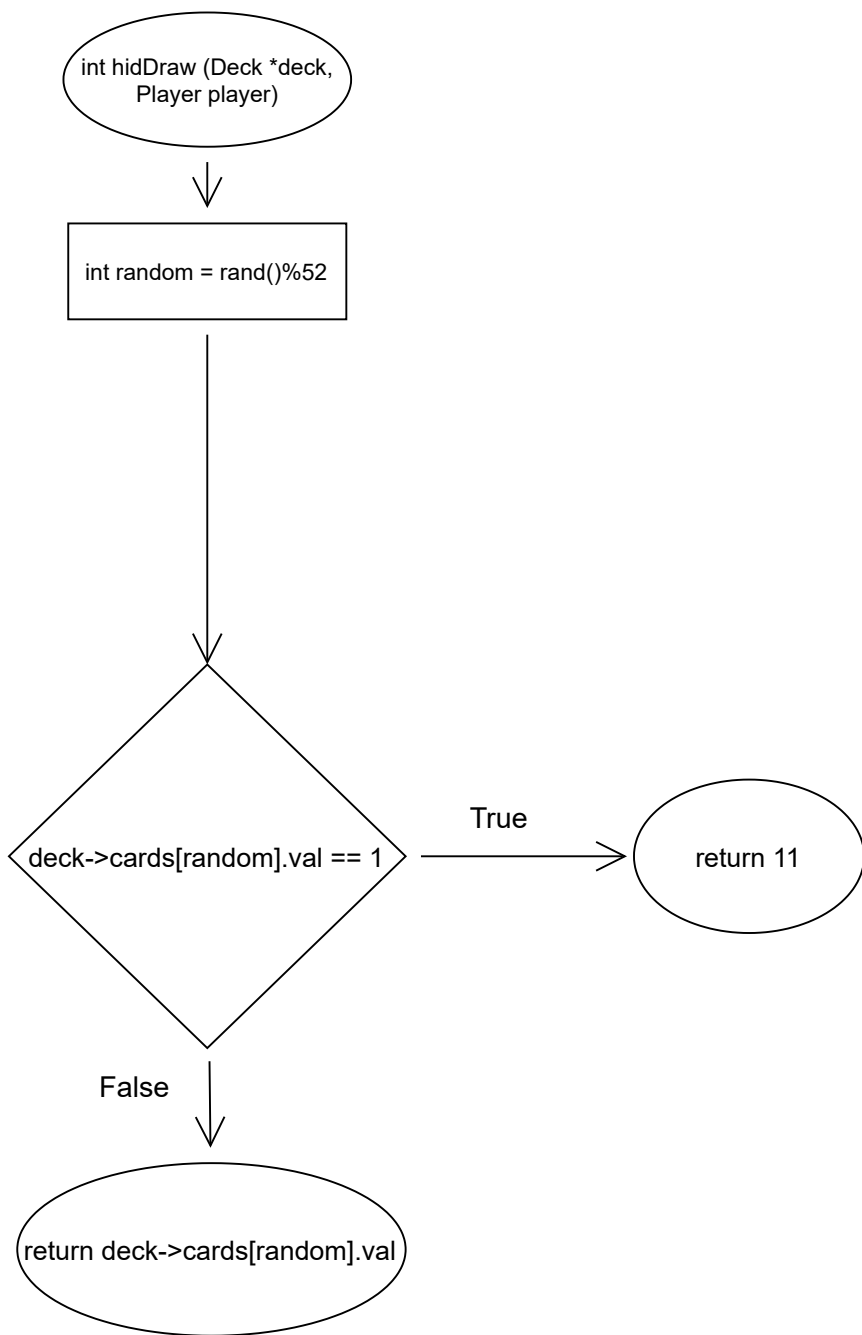 int hidDraw (Deck *deck,
Player player)
int random = rand()%52
deck->cards[random].val == 1
True
return 11
False
return deck->cards[random].val